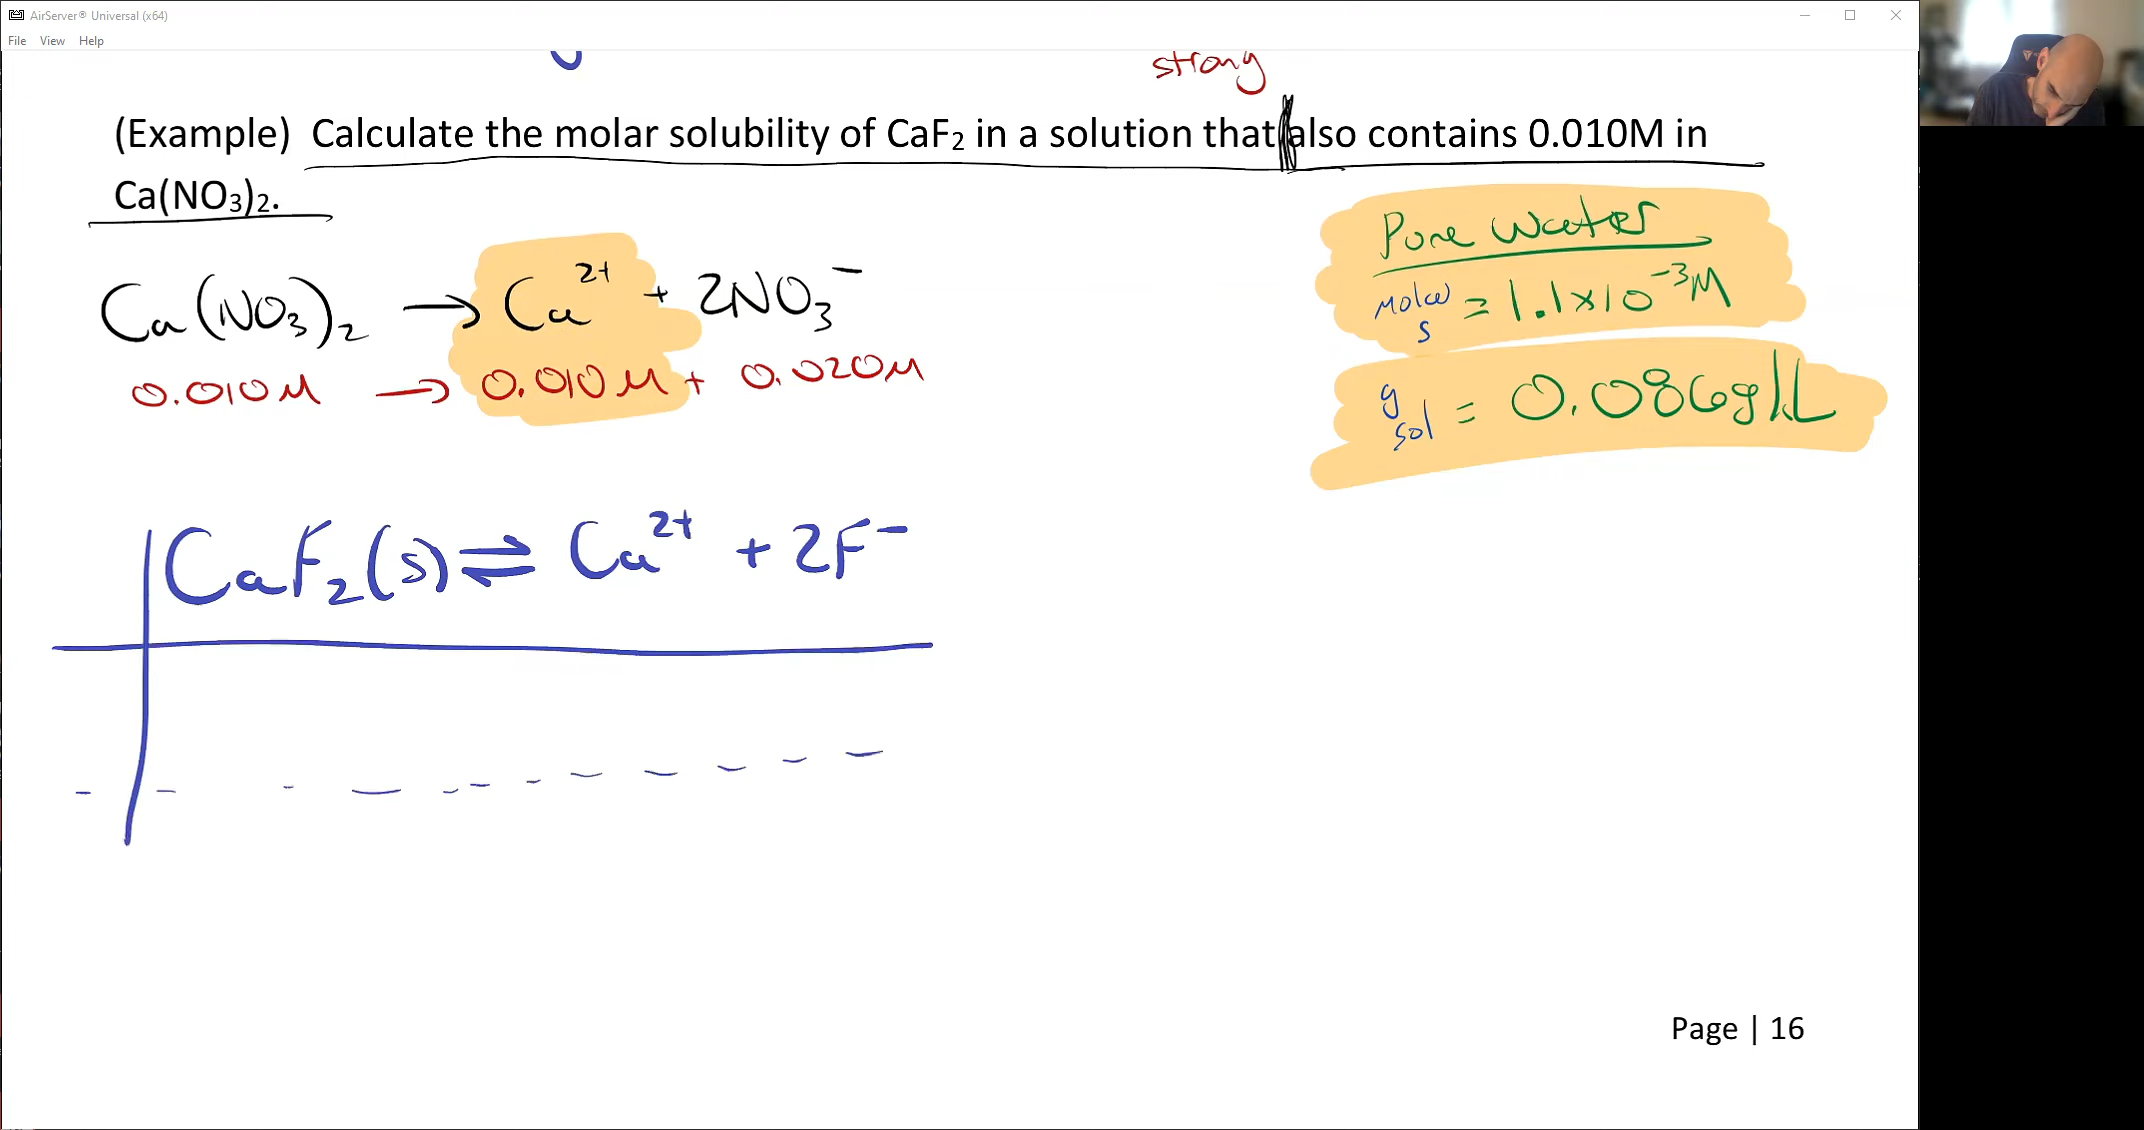 AirServer® Universal (x64)
File View Help
strong
(Example) Calculate the molar solubility of CaF₂ in a solution that also contains 0.010M in
Ca(NO₃)₂.
Pure Water
molar s = 1.1×10⁻³M
g sol = 0.086g/L
Ca(NO₃)₂ → Ca²⁺ + 2NO₃⁻
0.010M → 0.010M + 0.020M
CaF₂(s) ⇌ Ca²⁺ + 2F⁻
Page | 16